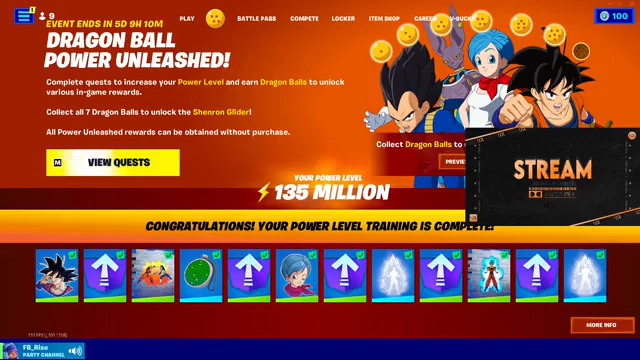 EVENT ENDS IN 5D 9H 10M
9
PLAY
BATTLE PASS
COMPETE
LOCKER
ITEM SHOP
CAREER
V-BUCKS
100
DRAGON BALL
POWER UNLEASHED!
Complete quests to increase your Power Level and earn Dragon Balls to unlock
various in-game rewards.
Collect all 7 Dragon Balls to unlock the Shenron Glider!
All Power Unleashed rewards can be obtained without purchase.
Collect Dragon Balls to
M VIEW QUESTS
PREVIEW
STREAM
YOUR POWER LEVEL
135 MILLION
CONGRATULATIONS! YOUR POWER LEVEL TRAINING IS COMPLETE!
MORE INFO
PARTY CHANNEL